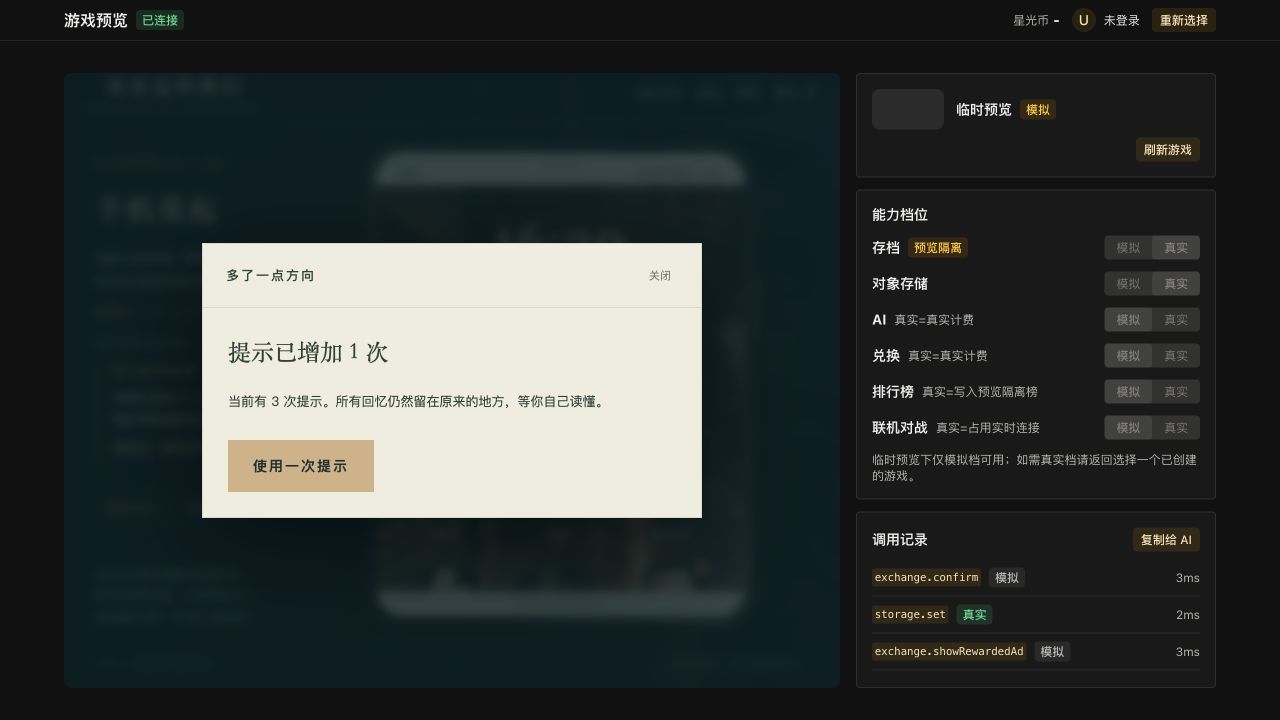 游戏预览 已连接 星光币 - U 未登录 重新选择
多了一点方向 关闭
提示已增加 1 次
当前有 3 次提示。所有回忆仍然留在原来的地方，等你自己读懂。
使用一次提示
临时预览 模拟
刷新游戏
能力档位
存档 预览隔离 模拟 真实
对象存储 模拟 真实
AI 真实=真实计费 模拟 真实
兑换 真实=真实计费 模拟 真实
排行榜 真实=写入预览隔离榜 模拟 真实
联机对战 真实=占用实时连接 模拟 真实
临时预览下仅模拟档可用；如需真实档请返回选择一个已创建
的游戏。
调用记录 复制给 AI
exchange.confirm 模拟 3ms
storage.set 真实 2ms
exchange.showRewardedAd 模拟 3ms